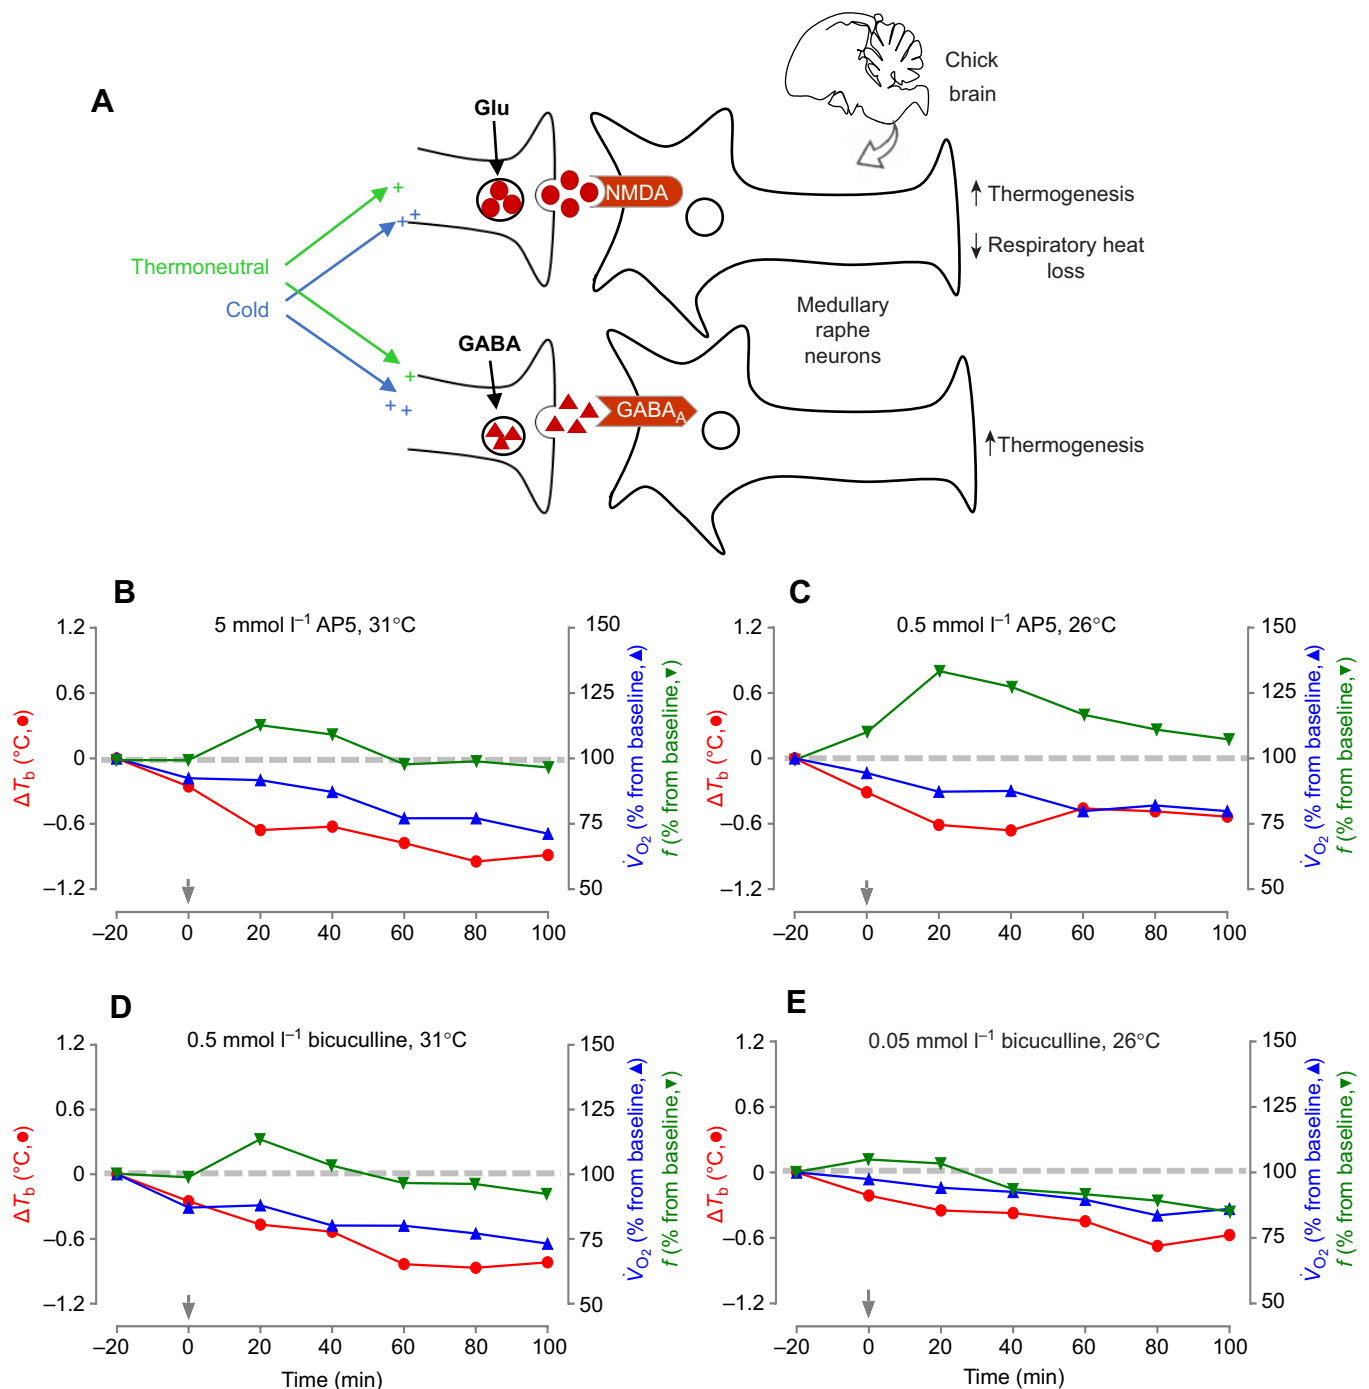 A
Chick
brain
Glu
NMDA
+
+ +
Thermoneutral
Cold
↑ Thermogenesis
↓ Respiratory heat
loss
Medullary
raphe
neurons
GABA
GABAA
+
+ +
↑ Thermogenesis
B
5 mmol l–1 AP5, 31°C
1.2
0.6
0
–0.6
–1.2
ΔTb (°C,●)
150
125
100
75
50
V̇O2 (% from baseline,▲)
f (% from baseline,▼)
–20 0 20 40 60 80 100
C
0.5 mmol l–1 AP5, 26°C
1.2
0.6
0
–0.6
–1.2
ΔTb (°C,●)
150
125
100
75
50
V̇O2 (% from baseline,▲)
f (% from baseline,▼)
–20 0 20 40 60 80 100
D
0.5 mmol l–1 bicuculline, 31°C
1.2
0.6
0
–0.6
–1.2
ΔTb (°C,●)
150
125
100
75
50
V̇O2 (% from baseline,▲)
f (% from baseline,▼)
–20 0 20 40 60 80 100
Time (min)
E
0.05 mmol l–1 bicuculline, 26°C
1.2
0.6
0
–0.6
–1.2
ΔTb (°C,●)
150
125
100
75
50
V̇O2 (% from baseline,▲)
f (% from baseline,▼)
–20 0 20 40 60 80 100
Time (min)